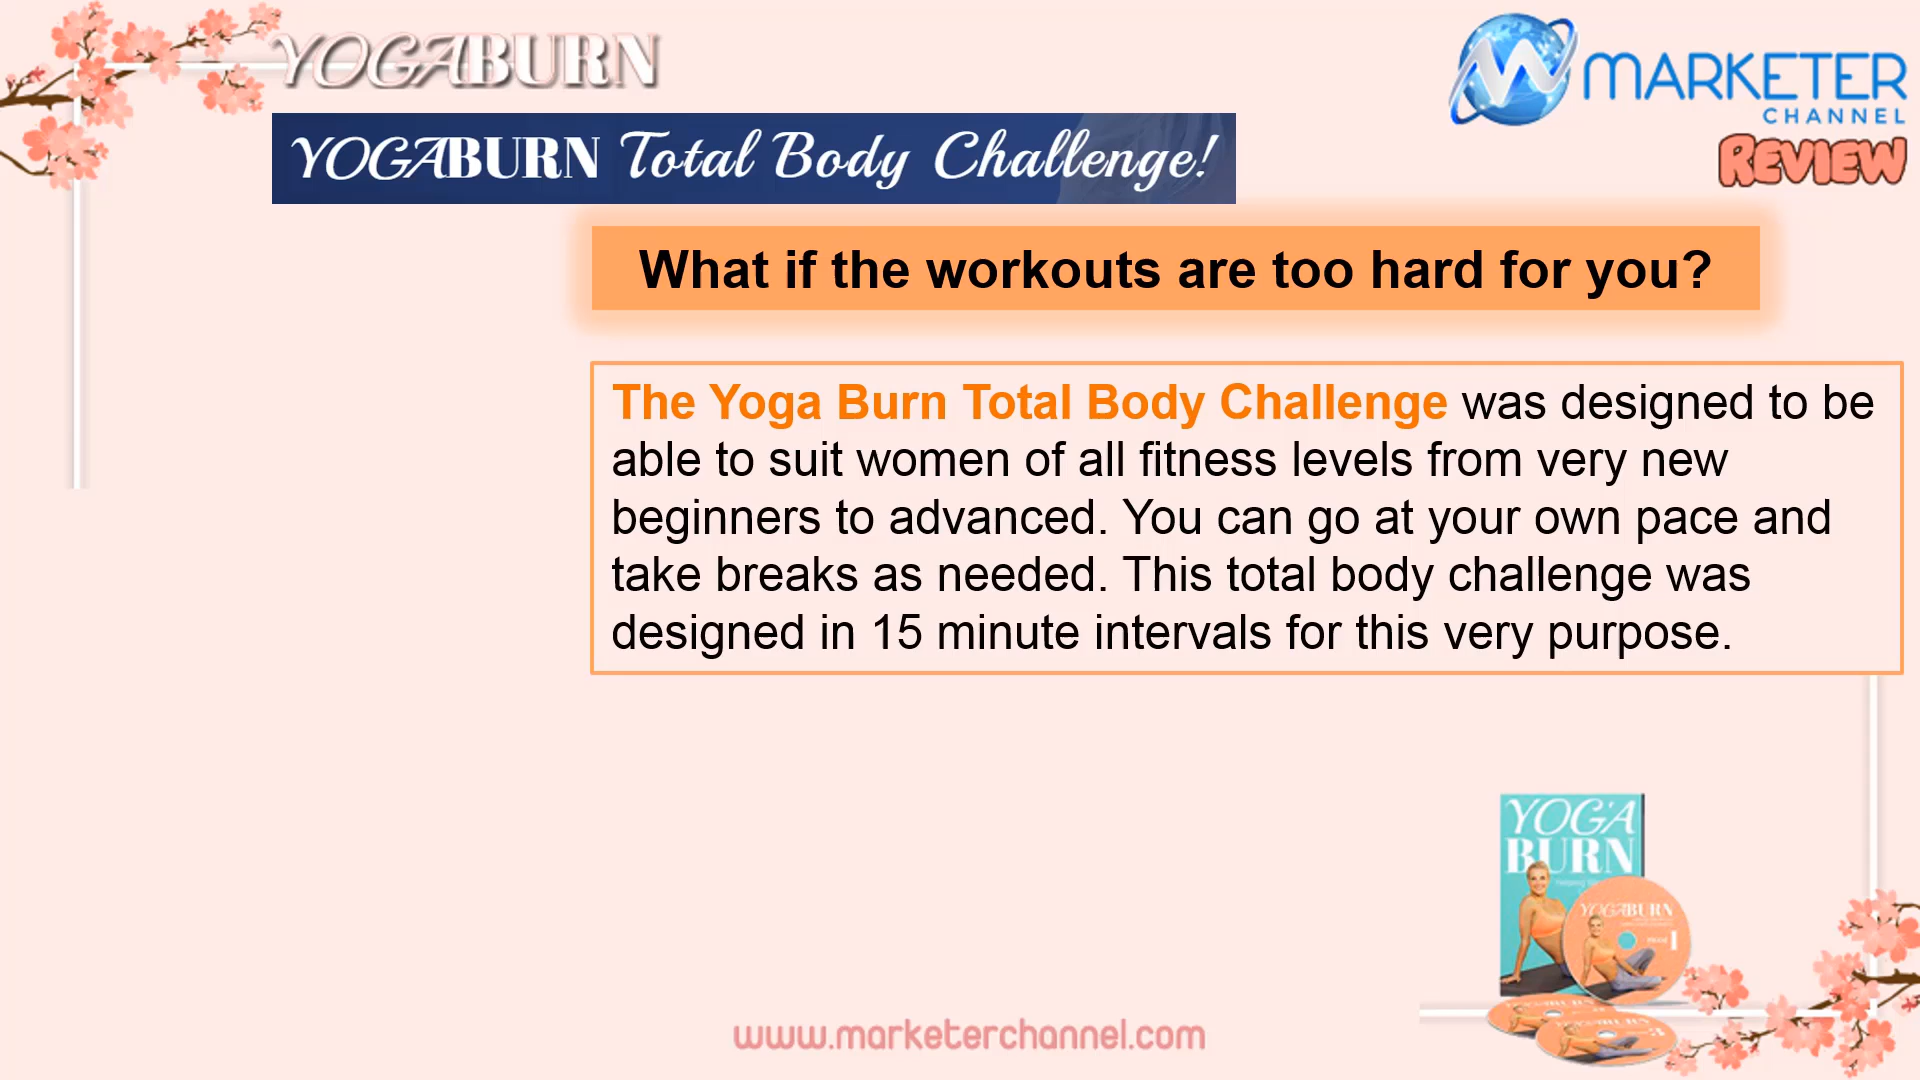 YOGABURN
MARKETER
CHANNEL
REVIEW
YOGABURN Total Body Challenge!
What if the workouts are too hard for you?
The Yoga Burn Total Body Challenge was designed to be
able to suit women of all fitness levels from very new
beginners to advanced. You can go at your own pace and
take breaks as needed. This total body challenge was
designed in 15 minute intervals for this very purpose.
YOGA
BURN
YOGABURN
1
YOGABURN
www.marketerchannel.com